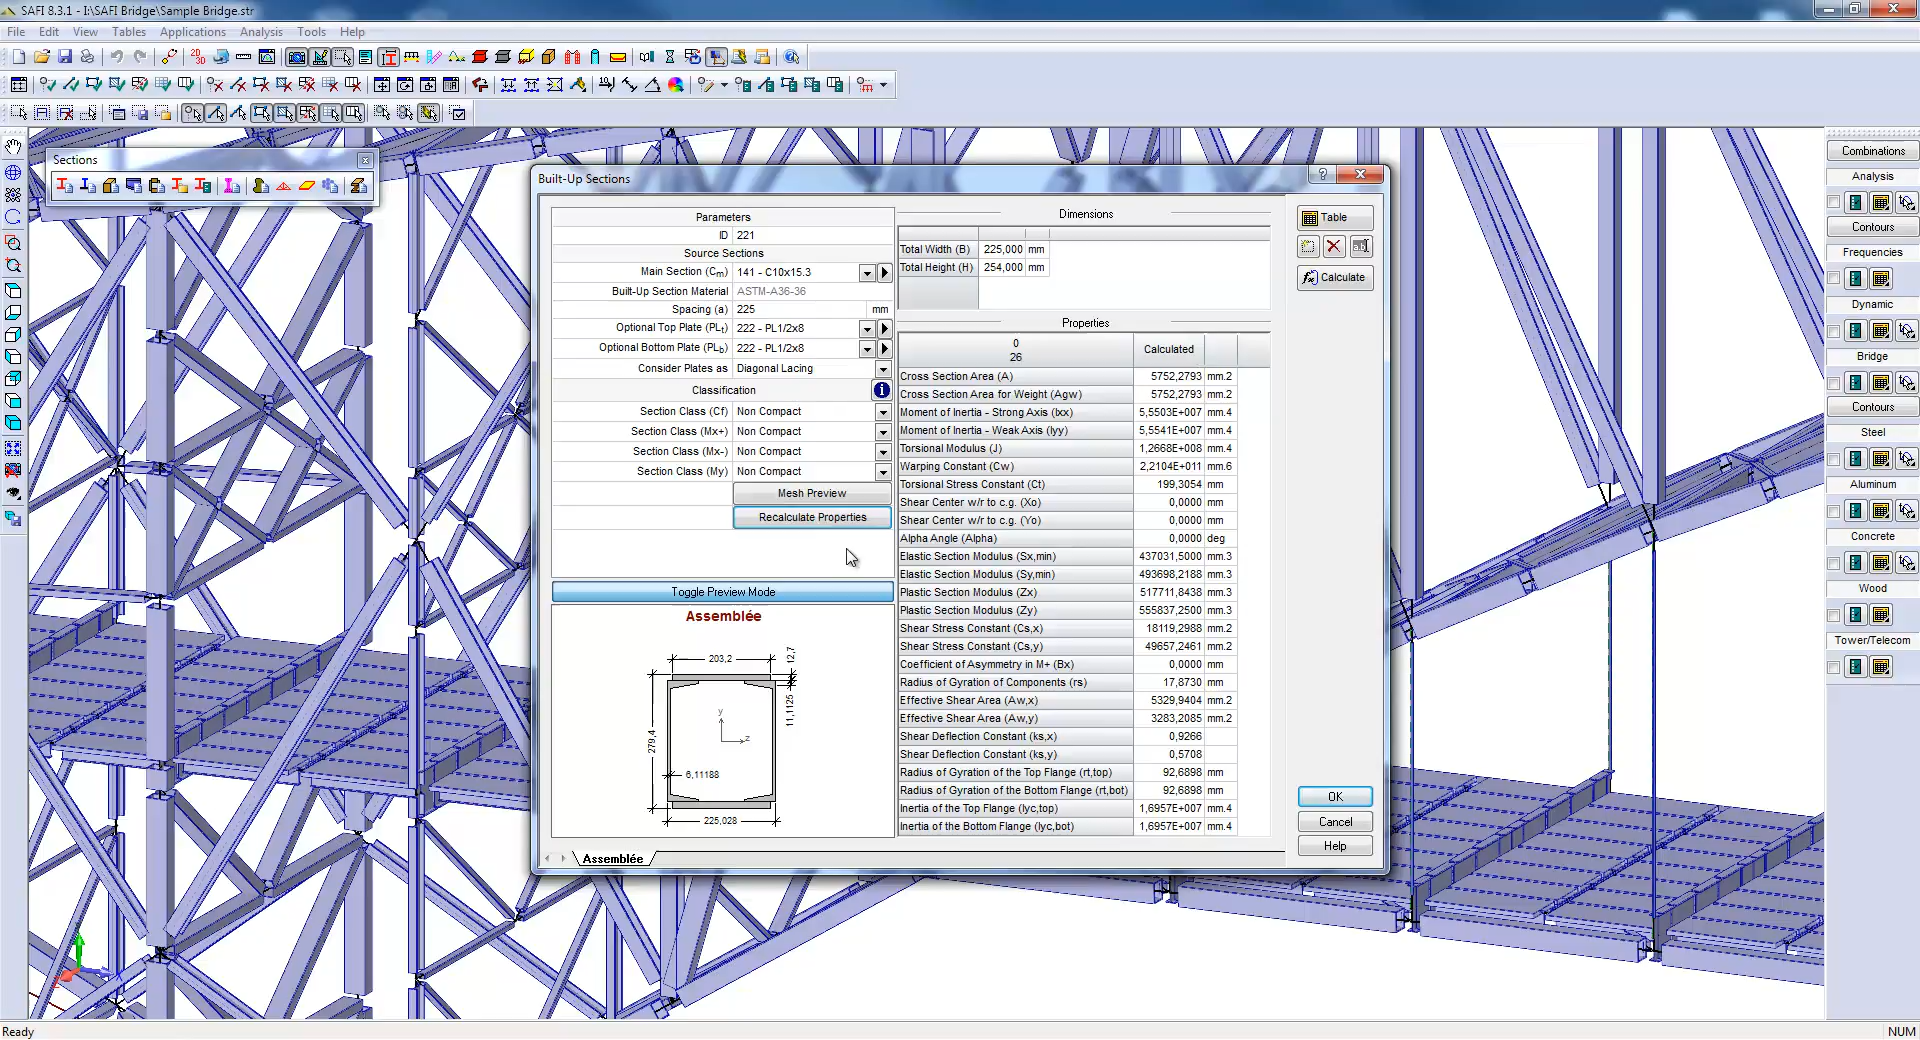 SAFI 8.3.1 - I:\SAFI Bridge\Sample Bridge.str
File Edit View Tables Applications Analysis Tools Help
Sections
Built-Up Sections
Parameters
ID 221
Source Sections
Main Section (Cm) 141 - C10x15.3
Built-Up Section Material ASTM-A36-36
Spacing (a) 225 mm
Optional Top Plate (PLt) 222 - PL1/2x8
Optional Bottom Plate (PLb) 222 - PL1/2x8
Consider Plates as Diagonal Lacing
Classification
Section Class (Cf) Non Compact
Section Class (Mx+) Non Compact
Section Class (Mx-) Non Compact
Section Class (My) Non Compact
Mesh Preview
Recalculate Properties
Toggle Preview Mode
Assemblée
203,2
12,7
11,1125
279,4
y
z
6,11188
225,028
Assemblée
Dimensions
Total Width (B) 225,000 mm
Total Height (H) 254,000 mm
Properties
0
26
Calculated
Cross Section Area (A) 5752,2793 mm.2
Cross Section Area for Weight (Agw) 5752,2793 mm.2
Moment of Inertia - Strong Axis (Ixx) 5,5503E+007 mm.4
Moment of Inertia - Weak Axis (Iyy) 5,5541E+007 mm.4
Torsional Modulus (J) 1,2668E+008 mm.4
Warping Constant (Cw) 2,2104E+011 mm.6
Torsional Stress Constant (Ct) 199,3054 mm
Shear Center w/r to c.g. (Xo) 0,0000 mm
Shear Center w/r to c.g. (Yo) 0,0000 mm
Alpha Angle (Alpha) 0,0000 deg
Elastic Section Modulus (Sx,min) 437031,5000 mm.3
Elastic Section Modulus (Sy,min) 493698,2188 mm.3
Plastic Section Modulus (Zx) 517711,8438 mm.3
Plastic Section Modulus (Zy) 555837,2500 mm.3
Shear Stress Constant (Cs,x) 18119,2988 mm.2
Shear Stress Constant (Cs,y) 49657,2461 mm.2
Coefficient of Asymmetry in M+ (Bx) 0,0000 mm
Radius of Gyration of Components (rs) 17,8730 mm
Effective Shear Area (Aw,x) 5329,9404 mm.2
Effective Shear Area (Aw,y) 3283,2085 mm.2
Shear Deflection Constant (ks,x) 0,9266
Shear Deflection Constant (ks,y) 0,5708
Radius of Gyration of the Top Flange (rt,top) 92,6898 mm
Radius of Gyration of the Bottom Flange (rt,bot) 92,6898 mm
Inertia of the Top Flange (Iyc,top) 1,6957E+007 mm.4
Inertia of the Bottom Flange (Iyc,bot) 1,6957E+007 mm.4
Table
Calculate
OK
Cancel
Help
Combinations
Analysis
Contours
Frequencies
Dynamic
Bridge
Contours
Steel
Aluminum
Concrete
Wood
Tower/Telecom
Ready
NUM